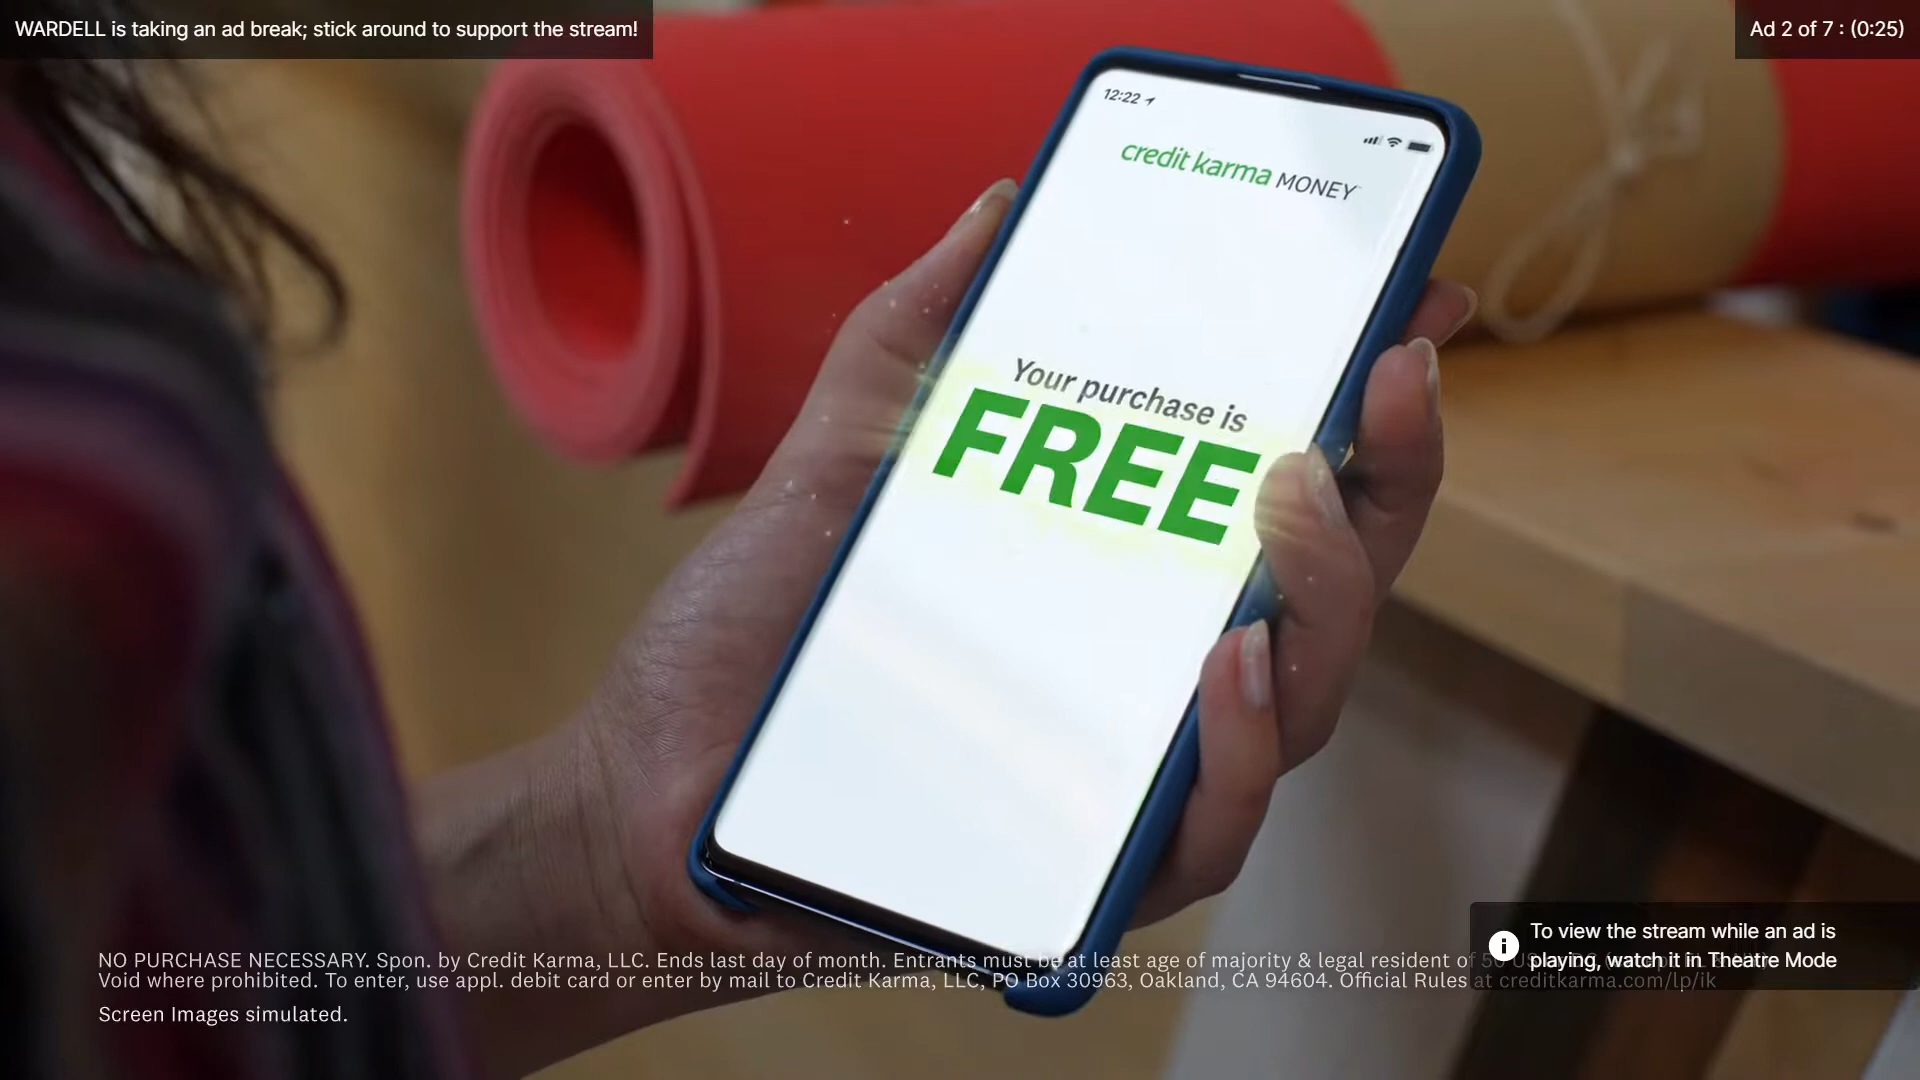 WARDELL is taking an ad break; stick around to support the stream!
Ad 2 of 7 : (0:25)
12:22
credit karma MONEY
Your purchase is
FREE
To view the stream while an ad is
playing, watch it in Theatre Mode
NO PURCHASE NECESSARY. Spon. by Credit Karma, LLC. Ends last day of month. Entrants must be at least age of majority & legal resident of 50
Void where prohibited. To enter, use appl. debit card or enter by mail to Credit Karma, LLC, PO Box 30963, Oakland, CA 94604. Official Rules at creditkarma.com/lp/ik
Screen Images simulated.